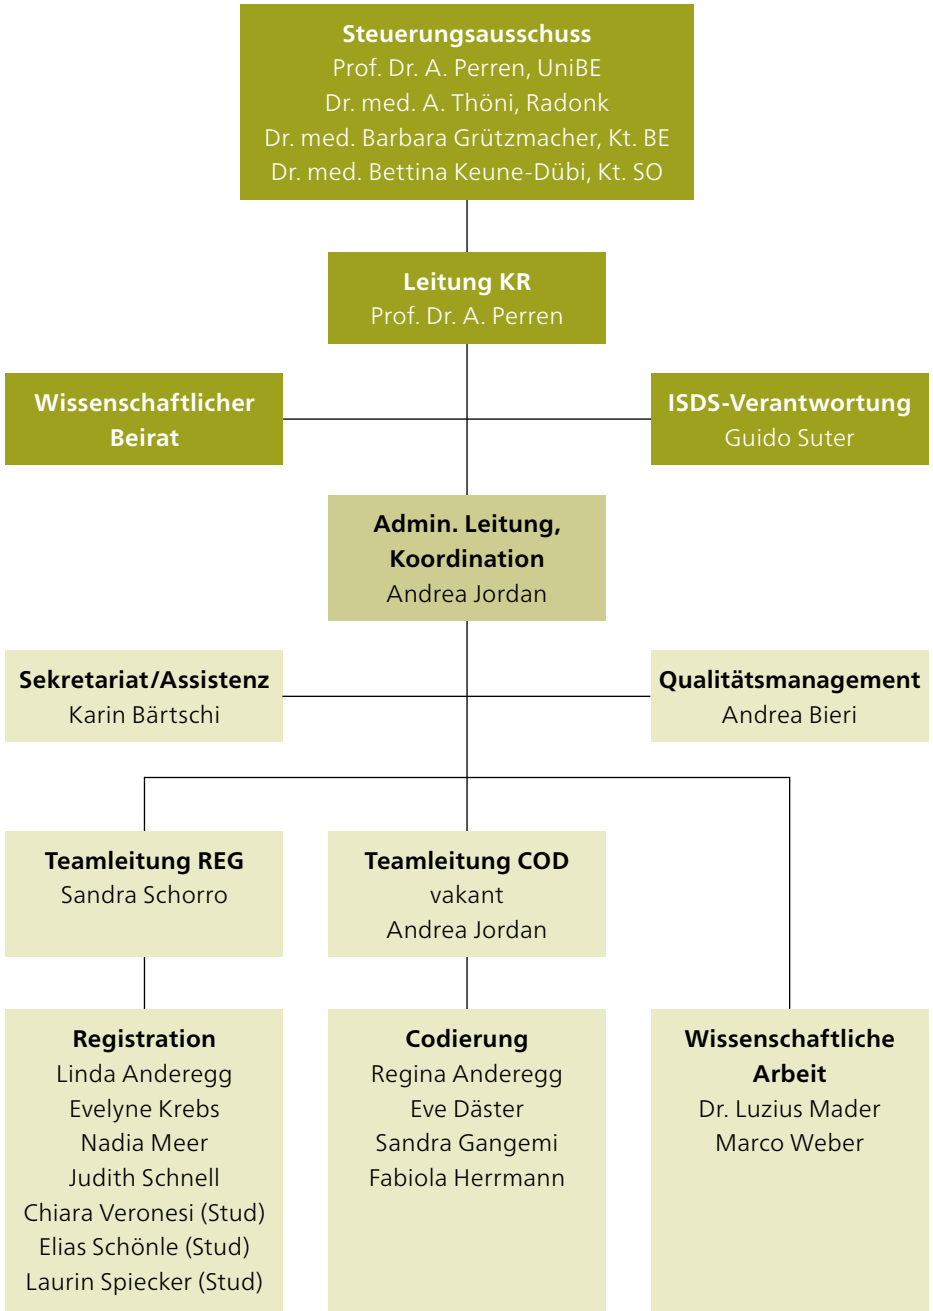 Steuerungsausschuss
Prof. Dr. A. Perren, UniBE
Dr. med. A. Thöni, Radonk
Dr. med. Barbara Grützmacher, Kt. BE
Dr. med. Bettina Keune-Dübi, Kt. SO
Leitung KR
Prof. Dr. A. Perren
Wissenschaftlicher
Beirat
ISDS-Verantwortung
Guido Suter
Admin. Leitung,
Koordination
Andrea Jordan
Sekretariat/Assistenz
Karin Bärtschi
Qualitätsmanagement
Andrea Bieri
Teamleitung REG
Sandra Schorro
Teamleitung COD
vakant
Andrea Jordan
Registration
Linda Anderegg
Evelyne Krebs
Nadia Meer
Judith Schnell
Chiara Veronesi (Stud)
Elias Schönle (Stud)
Laurin Spiecker (Stud)
Codierung
Regina Anderegg
Eve Däster
Sandra Gangemi
Fabiola Herrmann
Wissenschaftliche
Arbeit
Dr. Luzius Mader
Marco Weber